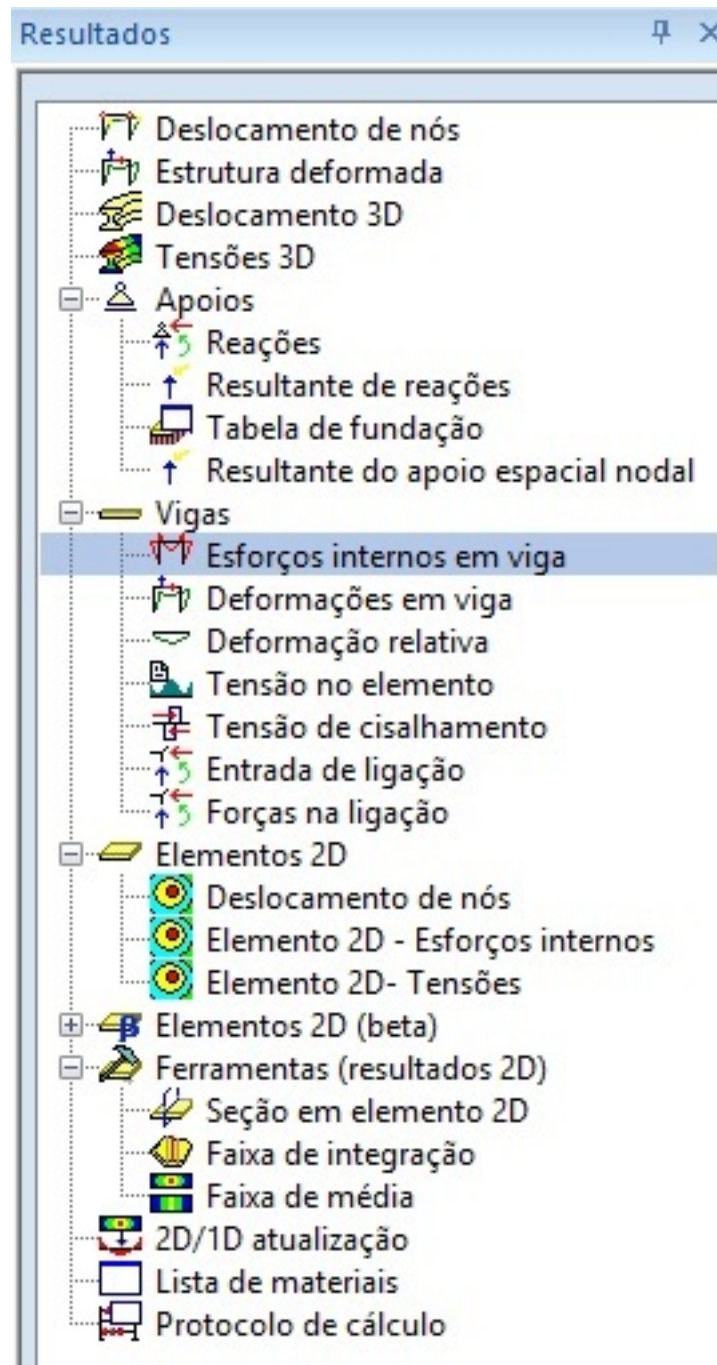 Resultados
Deslocamento de nós
Estrutura deformada
Deslocamento 3D
Tensões 3D
Apoios
Reações
Resultante de reações
Tabela de fundação
Resultante do apoio espacial nodal
Vigas
Esforços internos em viga
Deformações em viga
Deformação relativa
Tensão no elemento
Tensão de cisalhamento
Entrada de ligação
Forças na ligação
Elementos 2D
Deslocamento de nós
Elemento 2D - Esforços internos
Elemento 2D- Tensões
Elementos 2D (beta)
Ferramentas (resultados 2D)
Seção em elemento 2D
Faixa de integração
Faixa de média
2D/1D atualização
Lista de materiais
Protocolo de cálculo